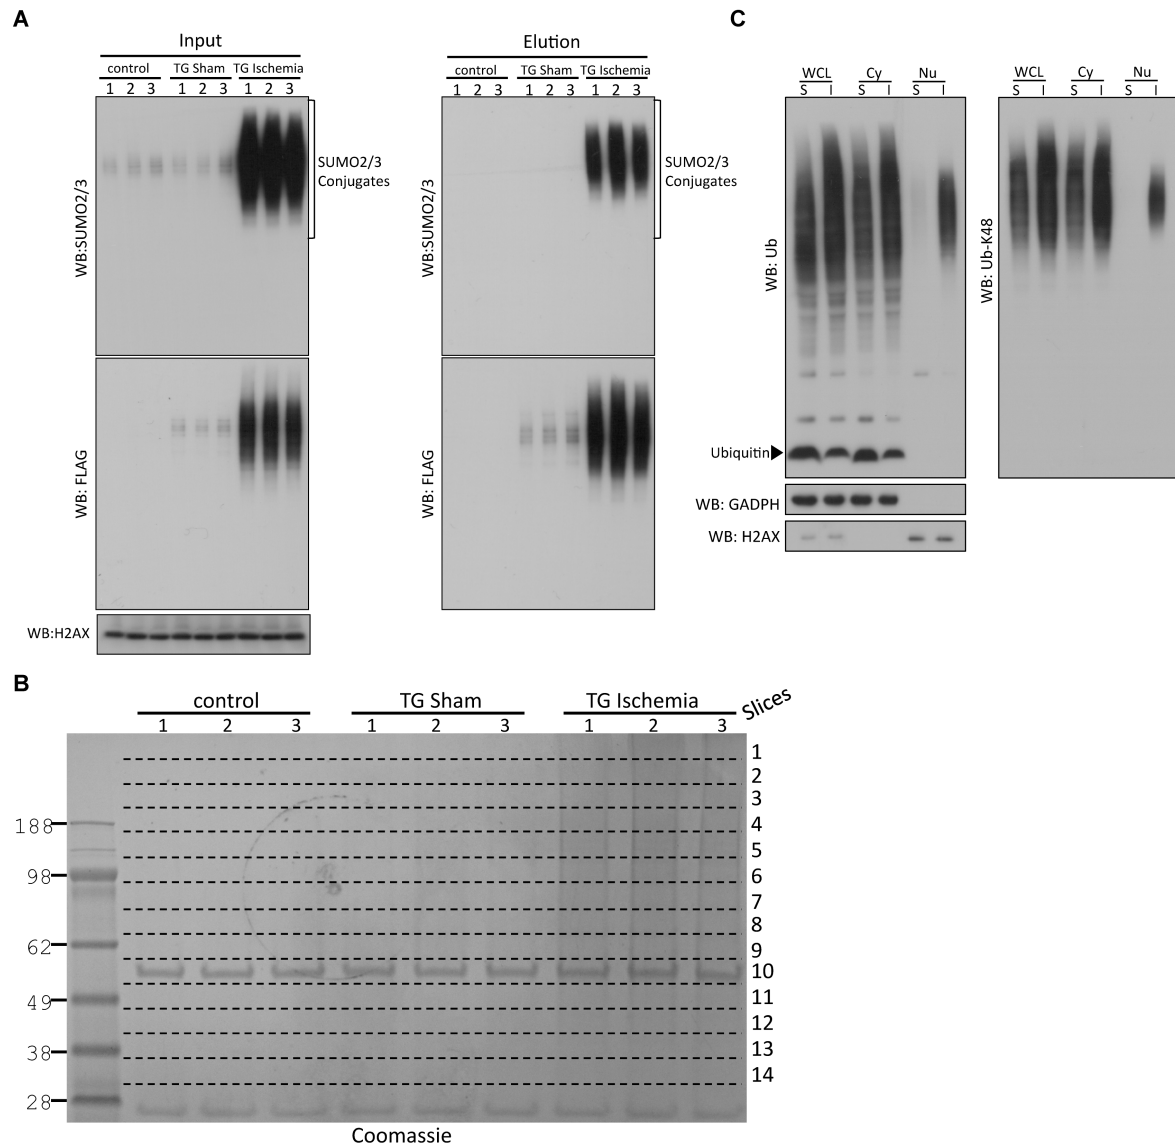 A
Input
control TG Sham TG Ischemia
1 2 3 1 2 3 1 2 3
WB:SUMO2/3
SUMO2/3
Conjugates
WB: FLAG
WB:H2AX
Elution
control TG Sham TG Ischemia
1 2 3 1 2 3 1 2 3
WB:SUMO2/3
SUMO2/3
Conjugates
WB: FLAG
C
WCL Cy Nu
S I S I S I
WB: Ub
Ubiquitin
WB: GADPH
WB: H2AX
WCL Cy Nu
S I S I S I
WB: Ub-K48
B
control TG Sham TG Ischemia Slices
1 2 3 1 2 3 1 2 3
1
2
3
188 4
5
98 6
7
8
62 9
10
49 11
12
38 13
14
28
Coomassie